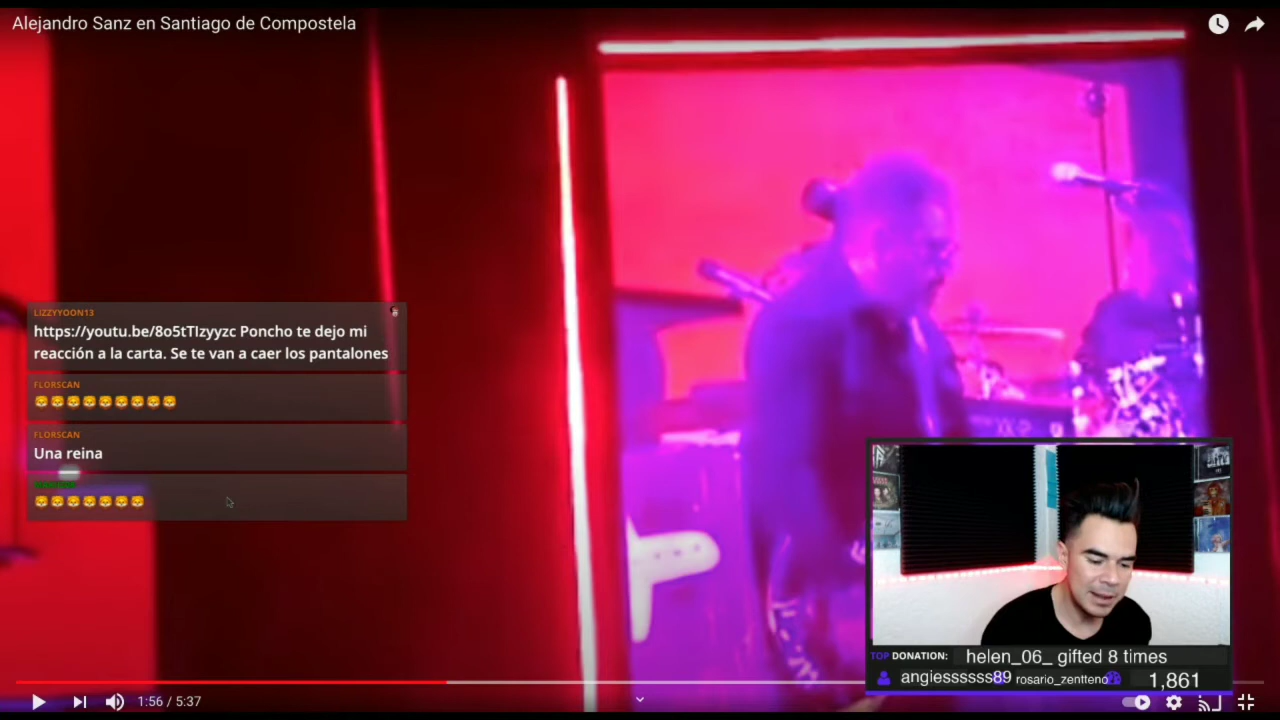 Alejandro Sanz en Santiago de Compostela
LIZZYYOON13
https://youtu.be/8o5tTIzyyzc Poncho te dejo mi
reacción a la carta. Se te van a caer los pantalones
FLORSCAN
FLORSCAN
Una reina
TOP DONATION: helen_06_ gifted 8 times
angiessssss89 rosario_zentteno 1,861
1:56 / 5:37